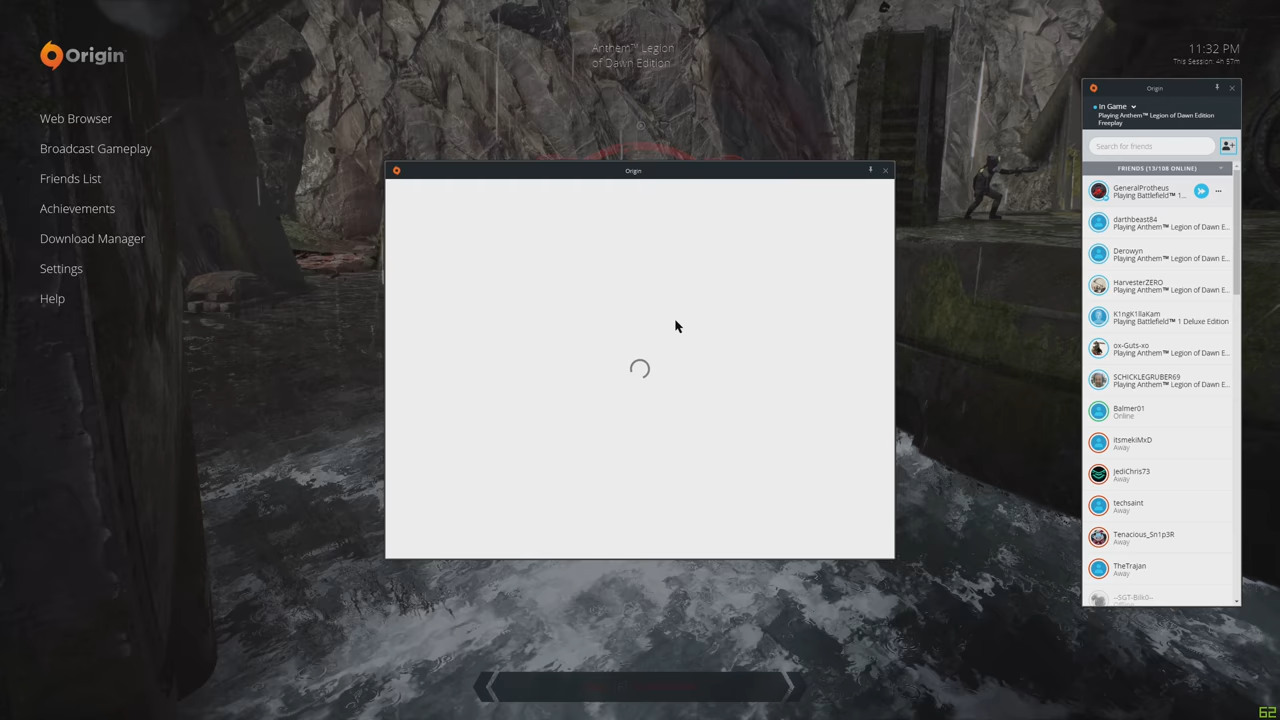 Origin
Anthem™ Legion
of Dawn Edition
11:32 PM
This Session: 4h 57m
Web Browser
Broadcast Gameplay
Friends List
Achievements
Download Manager
Settings
Help
Origin
Origin
In Game
Playing Anthem™ Legion of Dawn Edition
Freeplay
Search for friends
FRIENDS (13/108 ONLINE)
GeneralProtheus
Playing Battlefield™ 1...
darthbeast84
Playing Anthem™ Legion of Dawn E...
Derowyn
Playing Anthem™ Legion of Dawn E...
HarvesterZERO
Playing Anthem™ Legion of Dawn E...
K1ngK1llaKam
Playing Battlefield™ 1 Deluxe Edition
ox-Guts-xo
Playing Anthem™ Legion of Dawn E...
SCHICKLEGRUBER69
Playing Anthem™ Legion of Dawn E...
Balmer01
Online
itsmekiMxD
Away
JediChris73
Away
techsaint
Away
Tenacious_Sn1p3R
Away
TheTrajan
Away
--SGT-Bilk0--
62